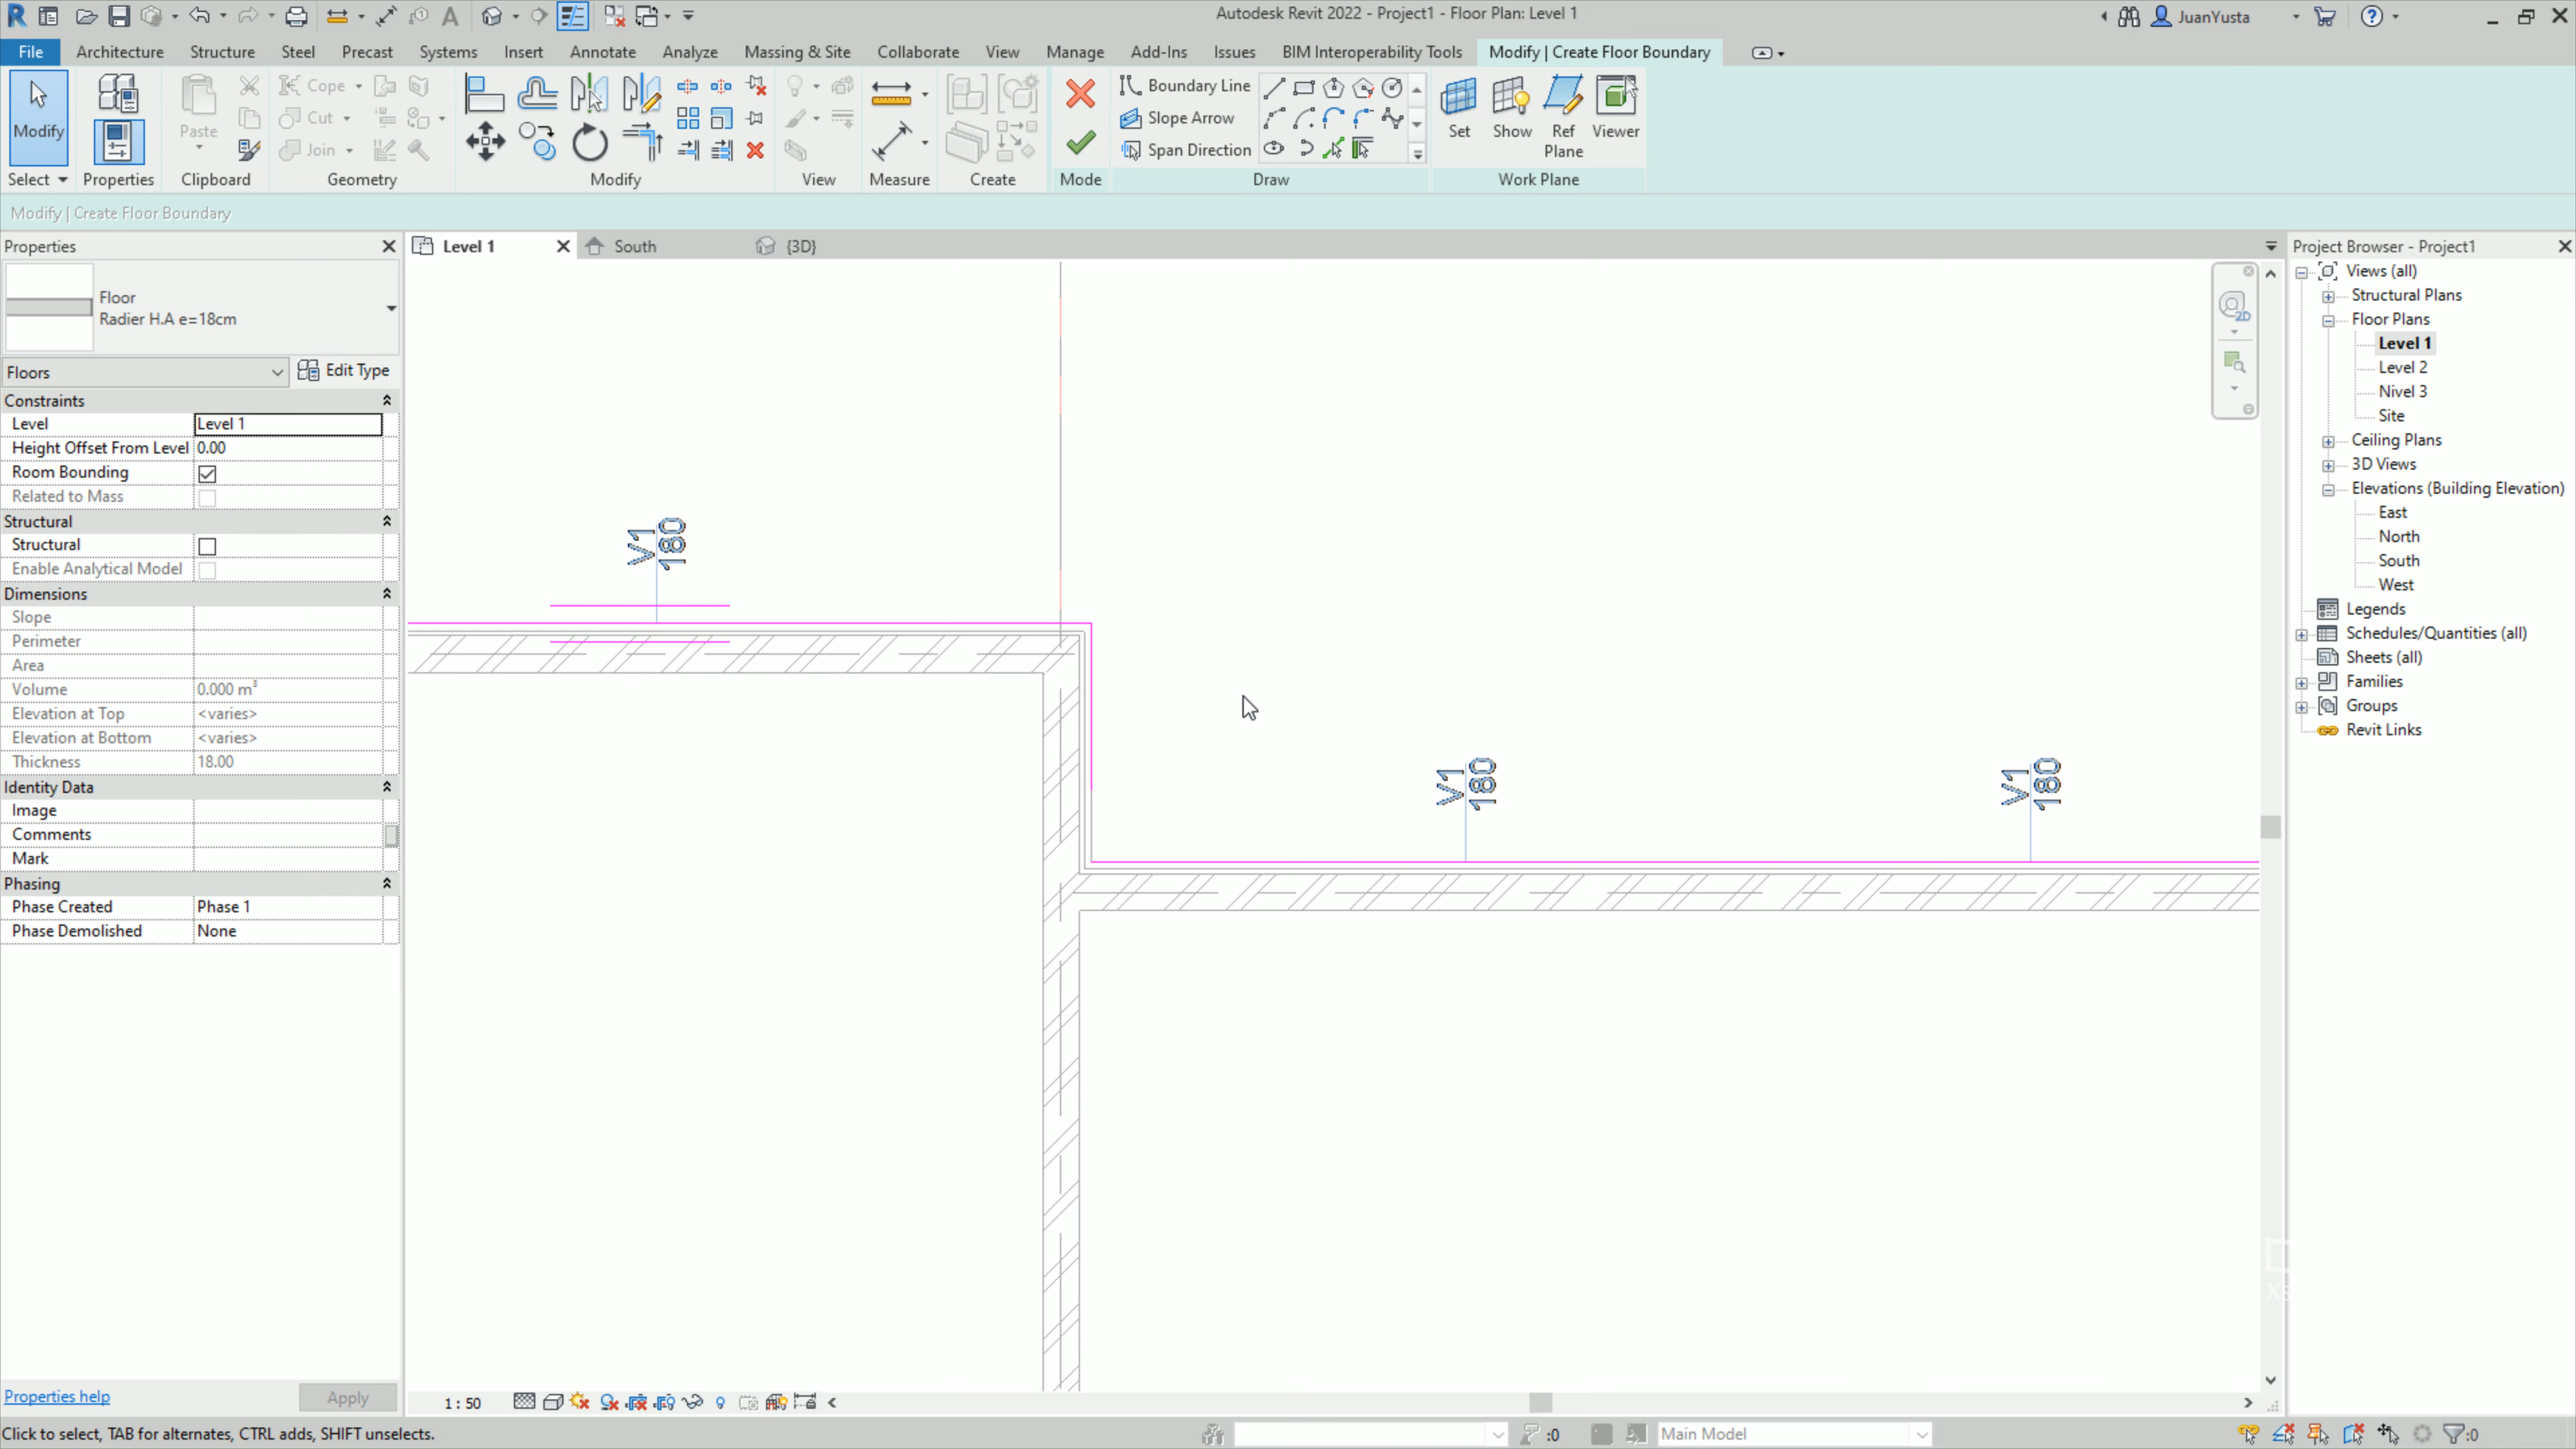 Autodesk Revit 2022 - Project1 - Floor Plan: Level 1
JuanYusta
File Architecture Structure Steel Precast Systems Insert Annotate Analyze Massing & Site Collaborate View Manage Add-Ins Issues BIM Interoperability Tools Modify | Create Floor Boundary
Modify
Paste
Cope
Cut
Join
Boundary Line
Slope Arrow
Span Direction
Set Show Ref Plane Viewer
Select Properties Clipboard Geometry Modify View Measure Create Mode Draw Work Plane
Modify | Create Floor Boundary
Properties
Floor
Radier H.A e=18cm
Floors Edit Type
Constraints
Level Level 1
Height Offset From Level 0.00
Room Bounding
Related to Mass
Structural
Structural
Enable Analytical Model
Dimensions
Slope
Perimeter
Area
Volume 0.000 m³
Elevation at Top <varies>
Elevation at Bottom <varies>
Thickness 18.00
Identity Data
Image
Comments
Mark
Phasing
Phase Created Phase 1
Phase Demolished None
Properties help Apply
Level 1 South {3D}
2D
V1
180
V1
180
V1
180
1 : 50
Project Browser - Project1
Views (all)
Structural Plans
Floor Plans
Level 1
Level 2
Nivel 3
Site
Ceiling Plans
3D Views
Elevations (Building Elevation)
East
North
South
West
Legends
Schedules/Quantities (all)
Sheets (all)
Families
Groups
Revit Links
Click to select, TAB for alternates, CTRL adds, SHIFT unselects.
:0
Main Model
:0